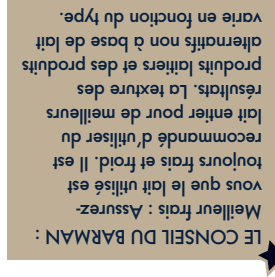 LE CONSEIL DU BARMAN :
Meilleur frais : Assurez-
vous que le lait utilisé est
toujours frais et froid. Il est
recommandé d'utiliser du
lait entier pour de meilleurs
résultats. La texture des
produits laitiers et des produits
alternatifs non à base de lait
varie en fonction du type.